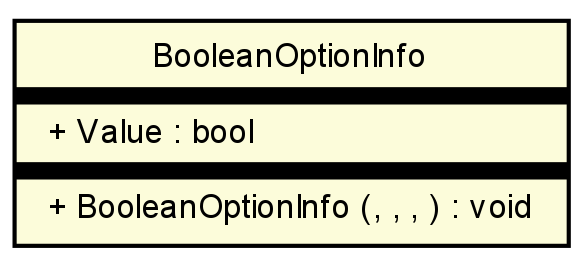 BooleanOptionInfo
+ Value : bool
+ BooleanOptionInfo (, , , ) : void